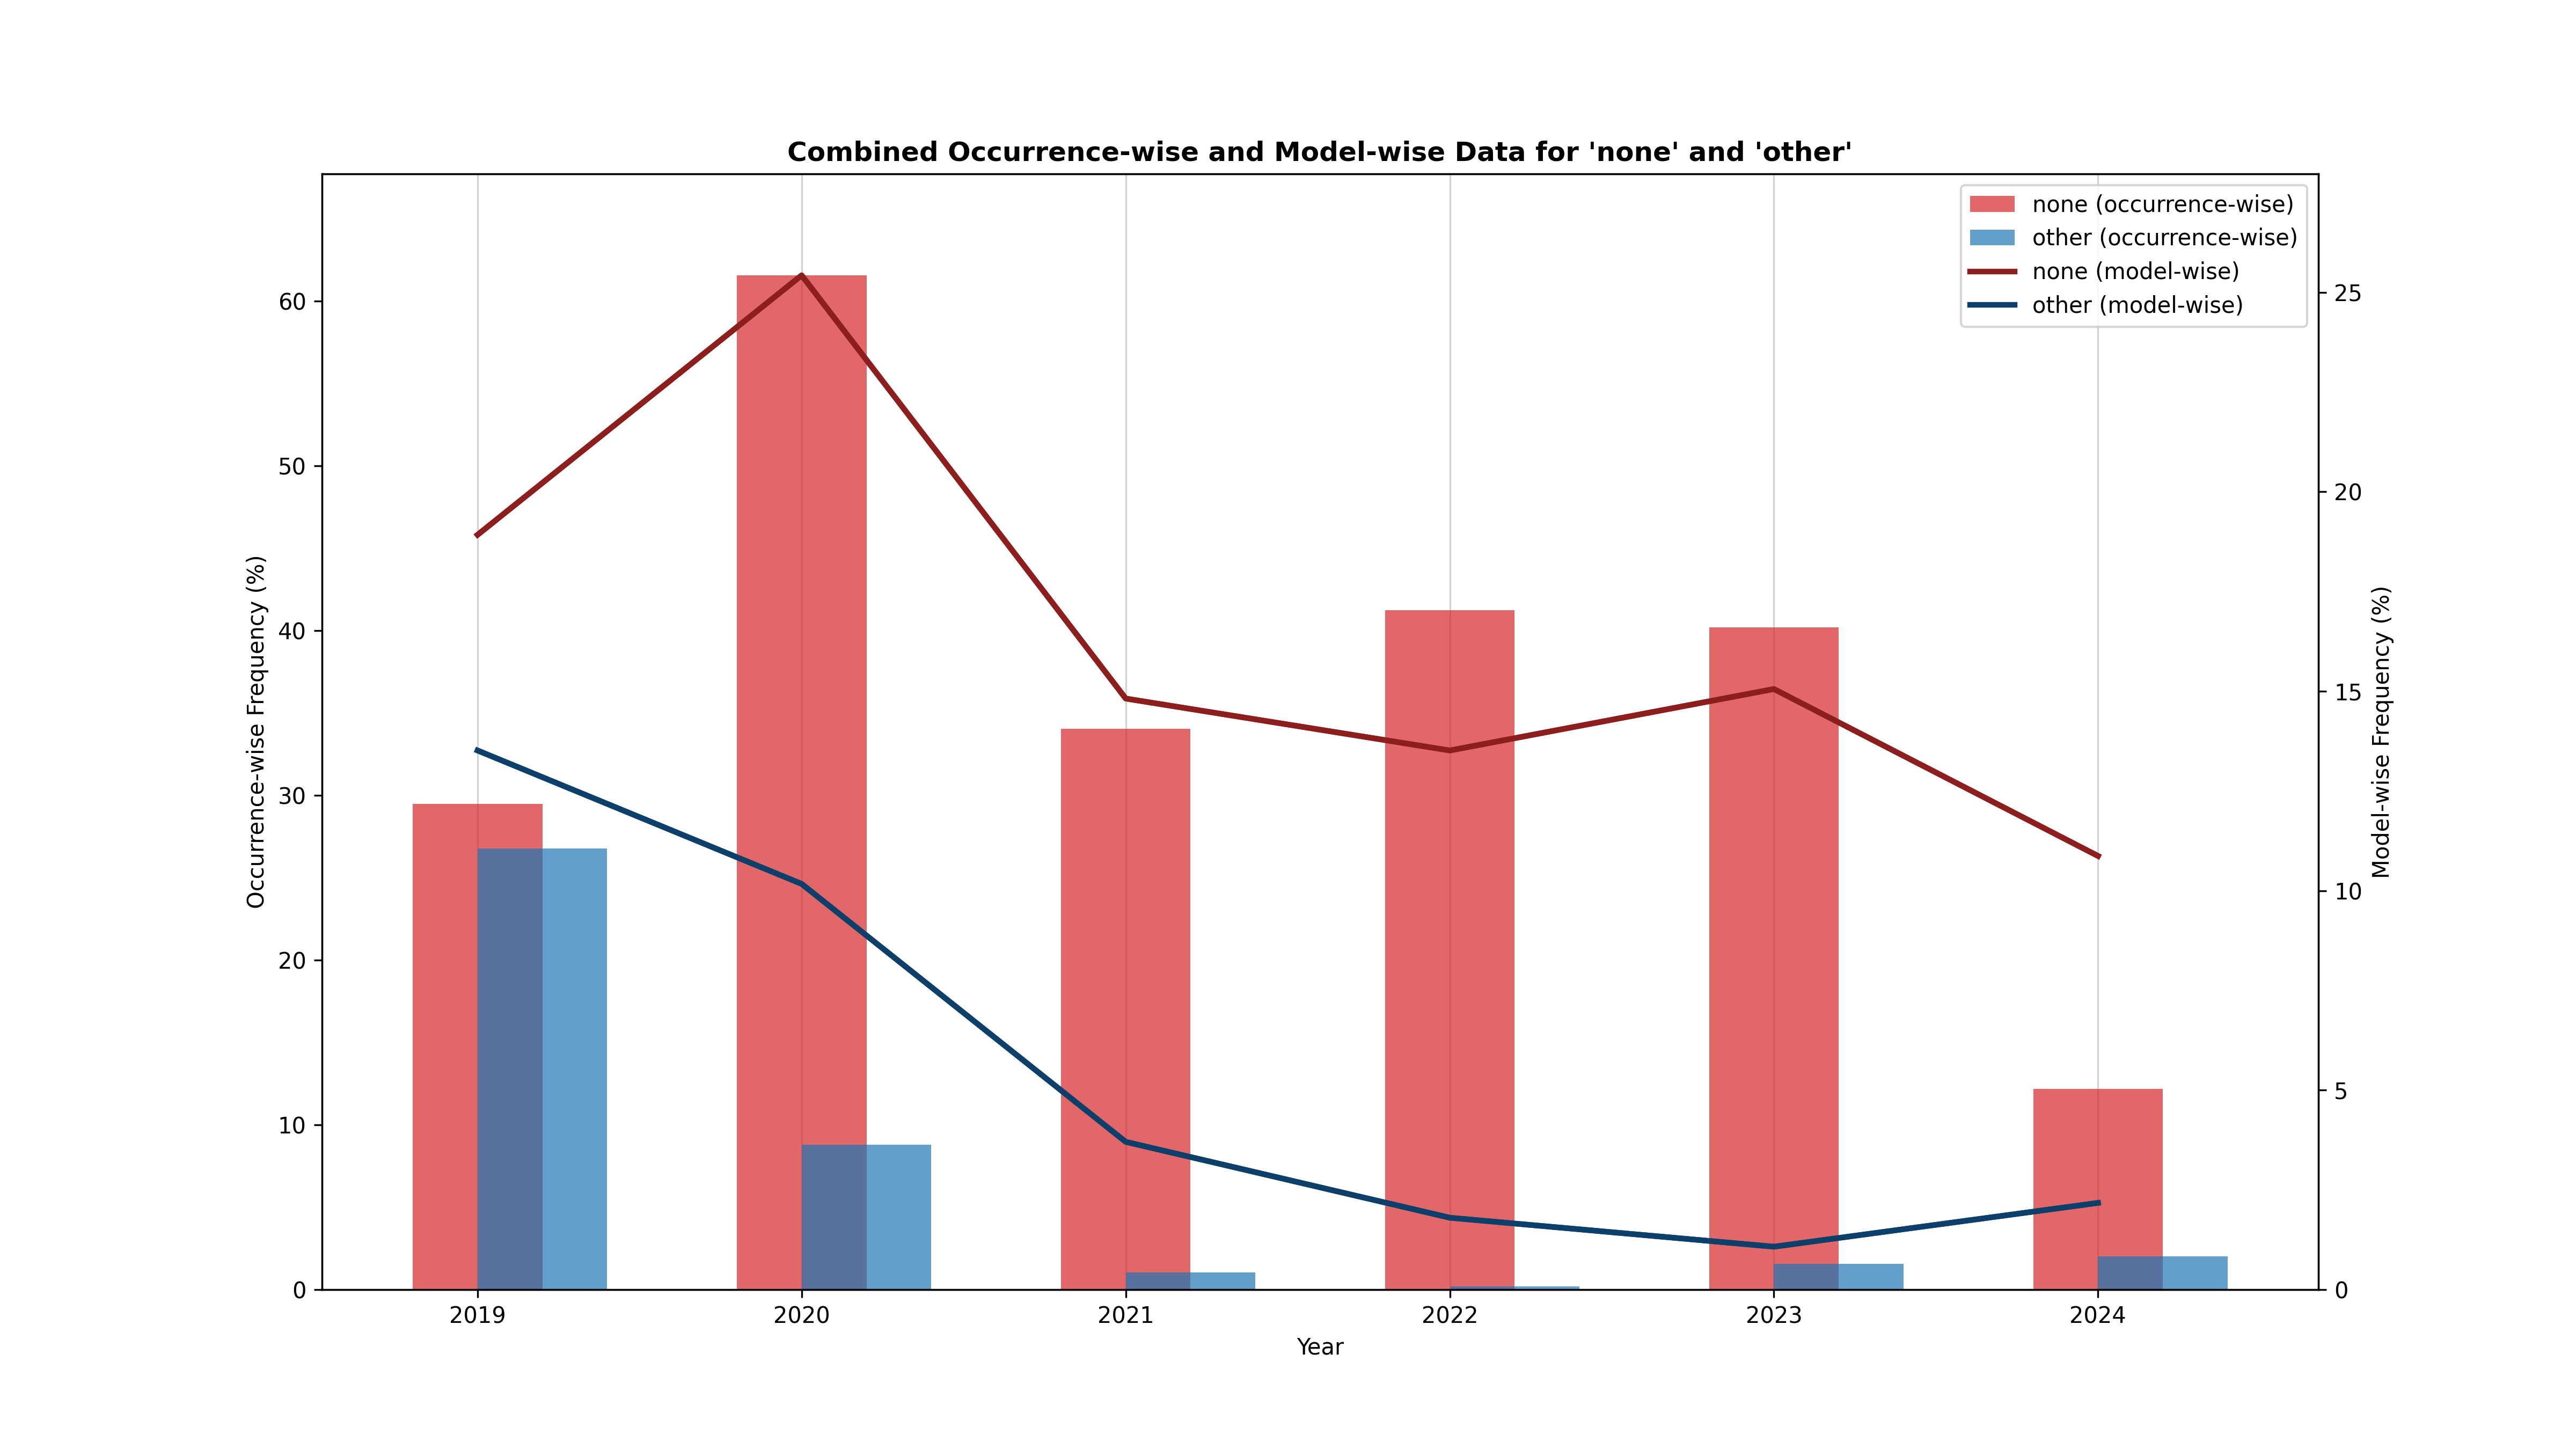 Combined Occurrence-wise and Model-wise Data for 'none' and 'other'
none (occurrence-wise)
other (occurrence-wise)
none (model-wise)
other (model-wise)
Occurrence-wise Frequency (%)
60
50
40
30
20
10
0
Model-wise Frequency (%)
25
20
15
10
5
0
2019 2020 2021 2022 2023 2024
Year